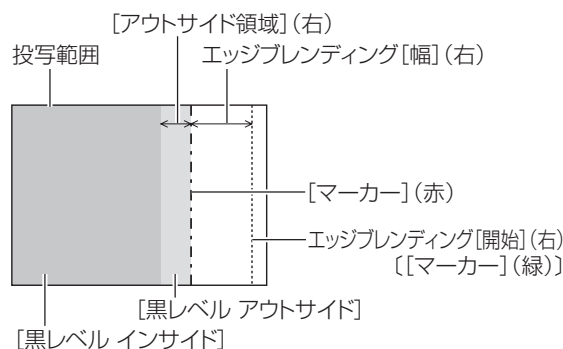 [アウトサイド領域](右)
投写範囲
エッジブレンディング[幅](右)
[マーカー](赤)
エッジブレンディング[開始](右)
〔[マーカー](緑)〕
[黒レベル アウトサイド]
[黒レベル インサイド]